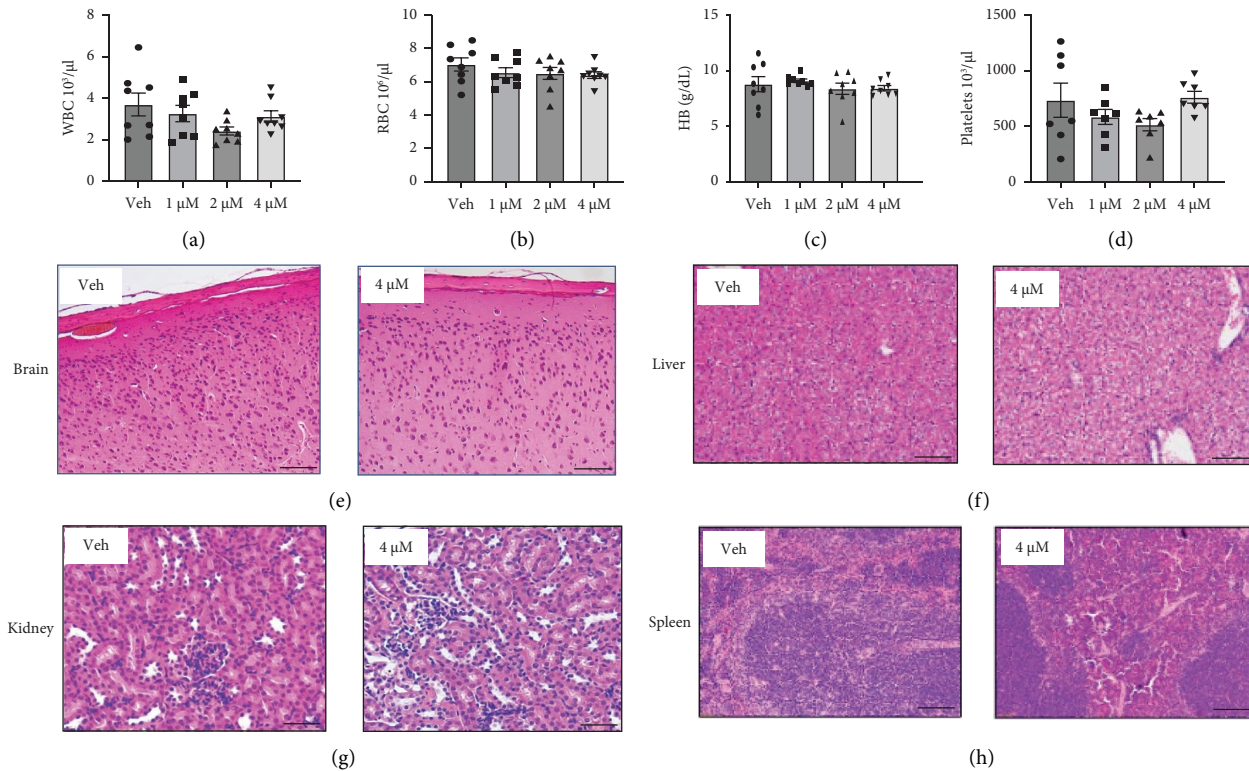 WBC 10³/µl
8
6
4
2
0
Veh
1 µM
2 µM
4 µM
(a)
RBC 10⁶/µl
10
8
6
4
2
0
Veh
1 µM
2 µM
4 µM
(b)
HB (g/dL)
15
10
5
0
Veh
1 µM
2 µM
4 µM
(c)
Platelets 10³/µl
1500
1000
500
0
Veh
1 µM
2 µM
4 µM
(d)
Brain
Veh
4 µM
(e)
Liver
Veh
4 µM
(f)
Kidney
Veh
4 µM
(g)
Spleen
Veh
4 µM
(h)